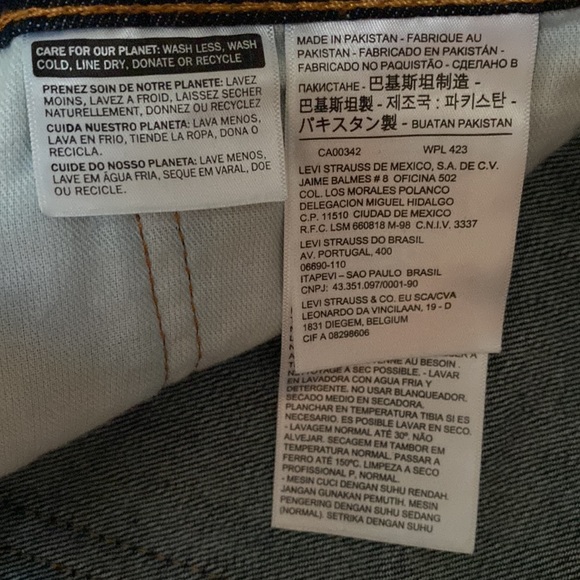 CARE FOR OUR PLANET: WASH LESS, WASH
COLD, LINE DRY, DONATE OR RECYCLE
PRENEZ SOIN DE NOTRE PLANETE: LAVEZ
MOINS, LAVEZ A FROID, LAISSEZ SECHER
NATURELLEMENT, DONNEZ OU RECYCLEZ
CUIDA NUESTRO PLANETA: LAVA MENOS,
LAVA EN FRIO, TIENDE LA ROPA, DONA O
RECICLA.
CUIDE DO NOSSO PLANETA: LAVE MENOS,
LAVE EM ÁGUA FRIA, SEQUE EM VARAL, DOE
OU RECICLE.
MADE IN PAKISTAN - FABRIQUE AU
PAKISTAN - FABRICADO EN PAKISTÁN -
FABRICADO NO PAQUISTÃO - СДЕЛАНО В
ПАКИСТАНЕ - 巴基斯坦制造 -
巴基斯坦製 - 제조국 : 파키스탄 -
パキスタン製 - BUATAN PAKISTAN
CA00342 WPL 423
LEVI STRAUSS DE MEXICO, S.A. DE C.V.
JAIME BALMES # 8 OFICINA 502
COL. LOS MORALES POLANCO
DELEGACION MIGUEL HIDALGO
C.P. 11510 CIUDAD DE MEXICO
R.F.C. LSM 660818 M-98 C.N.I.V. 3337
LEVI STRAUSS DO BRASIL
AV. PORTUGAL, 400
06690-110
ITAPEVI – SAO PAULO BRASIL
CNPJ: 43.351.097/0001-90
LEVI STRAUSS & CO. EU SCA/CVA
LEONARDO DA VINCILAAN, 19 - D
1831 DIEGEM, BELGIUM
CIF A 08298605
AU BESOIN .
A SEC POSSIBLE. - LAVAR
EN LAVADORA CON AGUA FRIA Y
DETERGENTE. NO USAR BLANQUEADOR.
SECADO MEDIO EN SECADORA.
PLANCHAR EN TEMPERATURA TIBIA SI ES
NECESARIO. ES POSIBLE LAVAR EN SECO.
- LAVAGEM NORMAL ATÉ 30º. NÃO
ALVEJAR. SECAGEM EM TAMBOR EM
TEMPERATURA NORMAL. PASSAR A
FERRO ATÉ 150ºC. LIMPEZA A SECO
PROFISSIONAL P, NORMAL.
- MESIN CUCI DENGAN SUHU RENDAH.
JANGAN GUNAKAN PEMUTIH. MESIN
PENGERING DENGAN SUHU SEDANG
(NORMAL). SETRIKA DENGAN SUHU